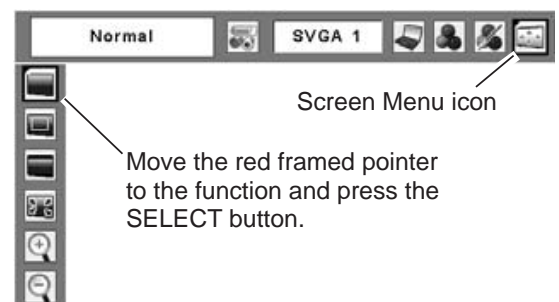 Normal
SVGA 1
Screen Menu icon
Move the red framed pointer
to the function and press the
SELECT button.